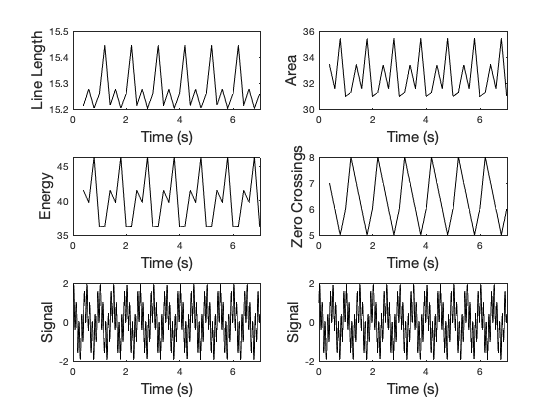 Line Length
15.5
15.4
15.3
15.2
0 2 4 6
Time (s)
Area
36
34
32
30
0 2 4 6
Time (s)
Energy
45
40
35
0 2 4 6
Time (s)
Zero Crossings
8
7
6
5
0 2 4 6
Time (s)
Signal
2
0
-2
0 2 4 6
Time (s)
Signal
2
0
-2
0 2 4 6
Time (s)